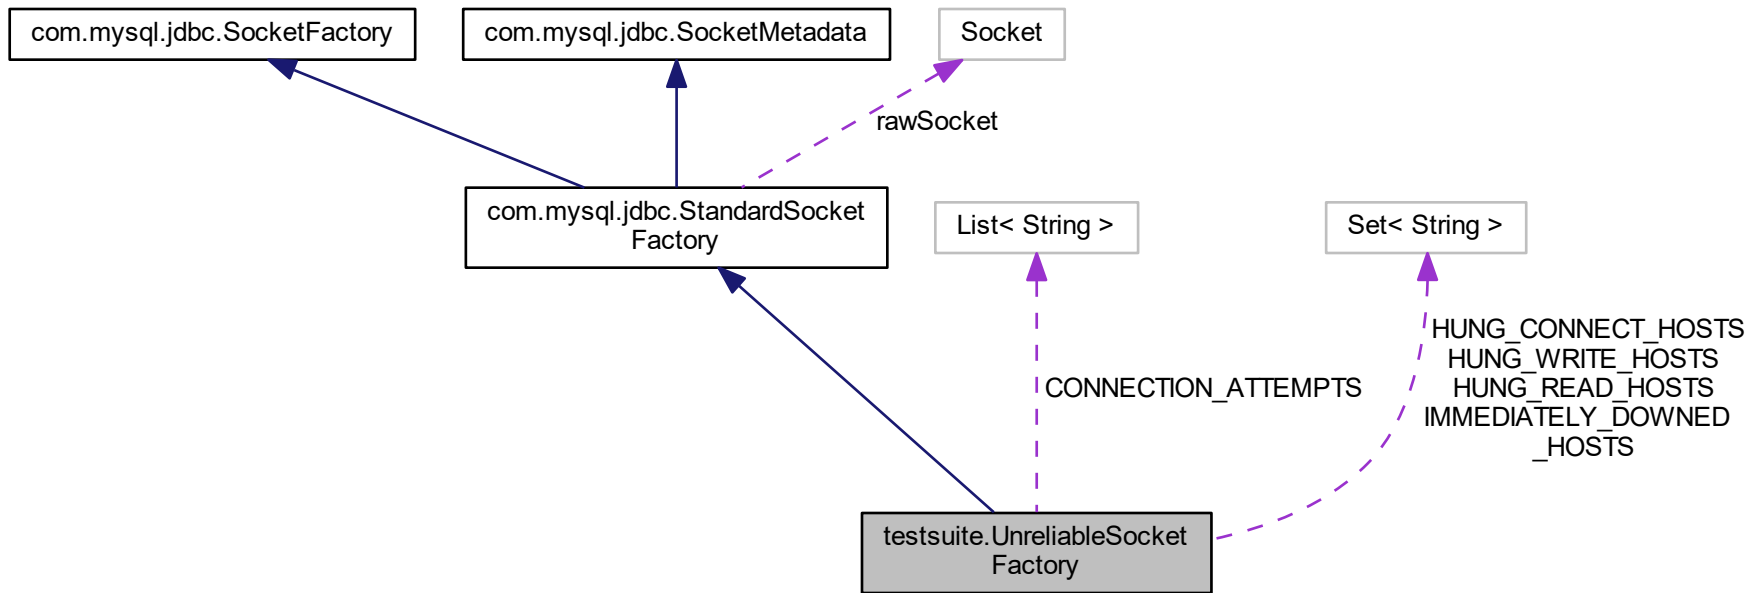 com.mysql.jdbc.SocketFactory
com.mysql.jdbc.SocketMetadata
Socket
rawSocket
com.mysql.jdbc.StandardSocket
Factory
List< String >
Set< String >
CONNECTION_ATTEMPTS
HUNG_CONNECT_HOSTS
HUNG_WRITE_HOSTS
HUNG_READ_HOSTS
IMMEDIATELY_DOWNED
_HOSTS
testsuite.UnreliableSocket
Factory